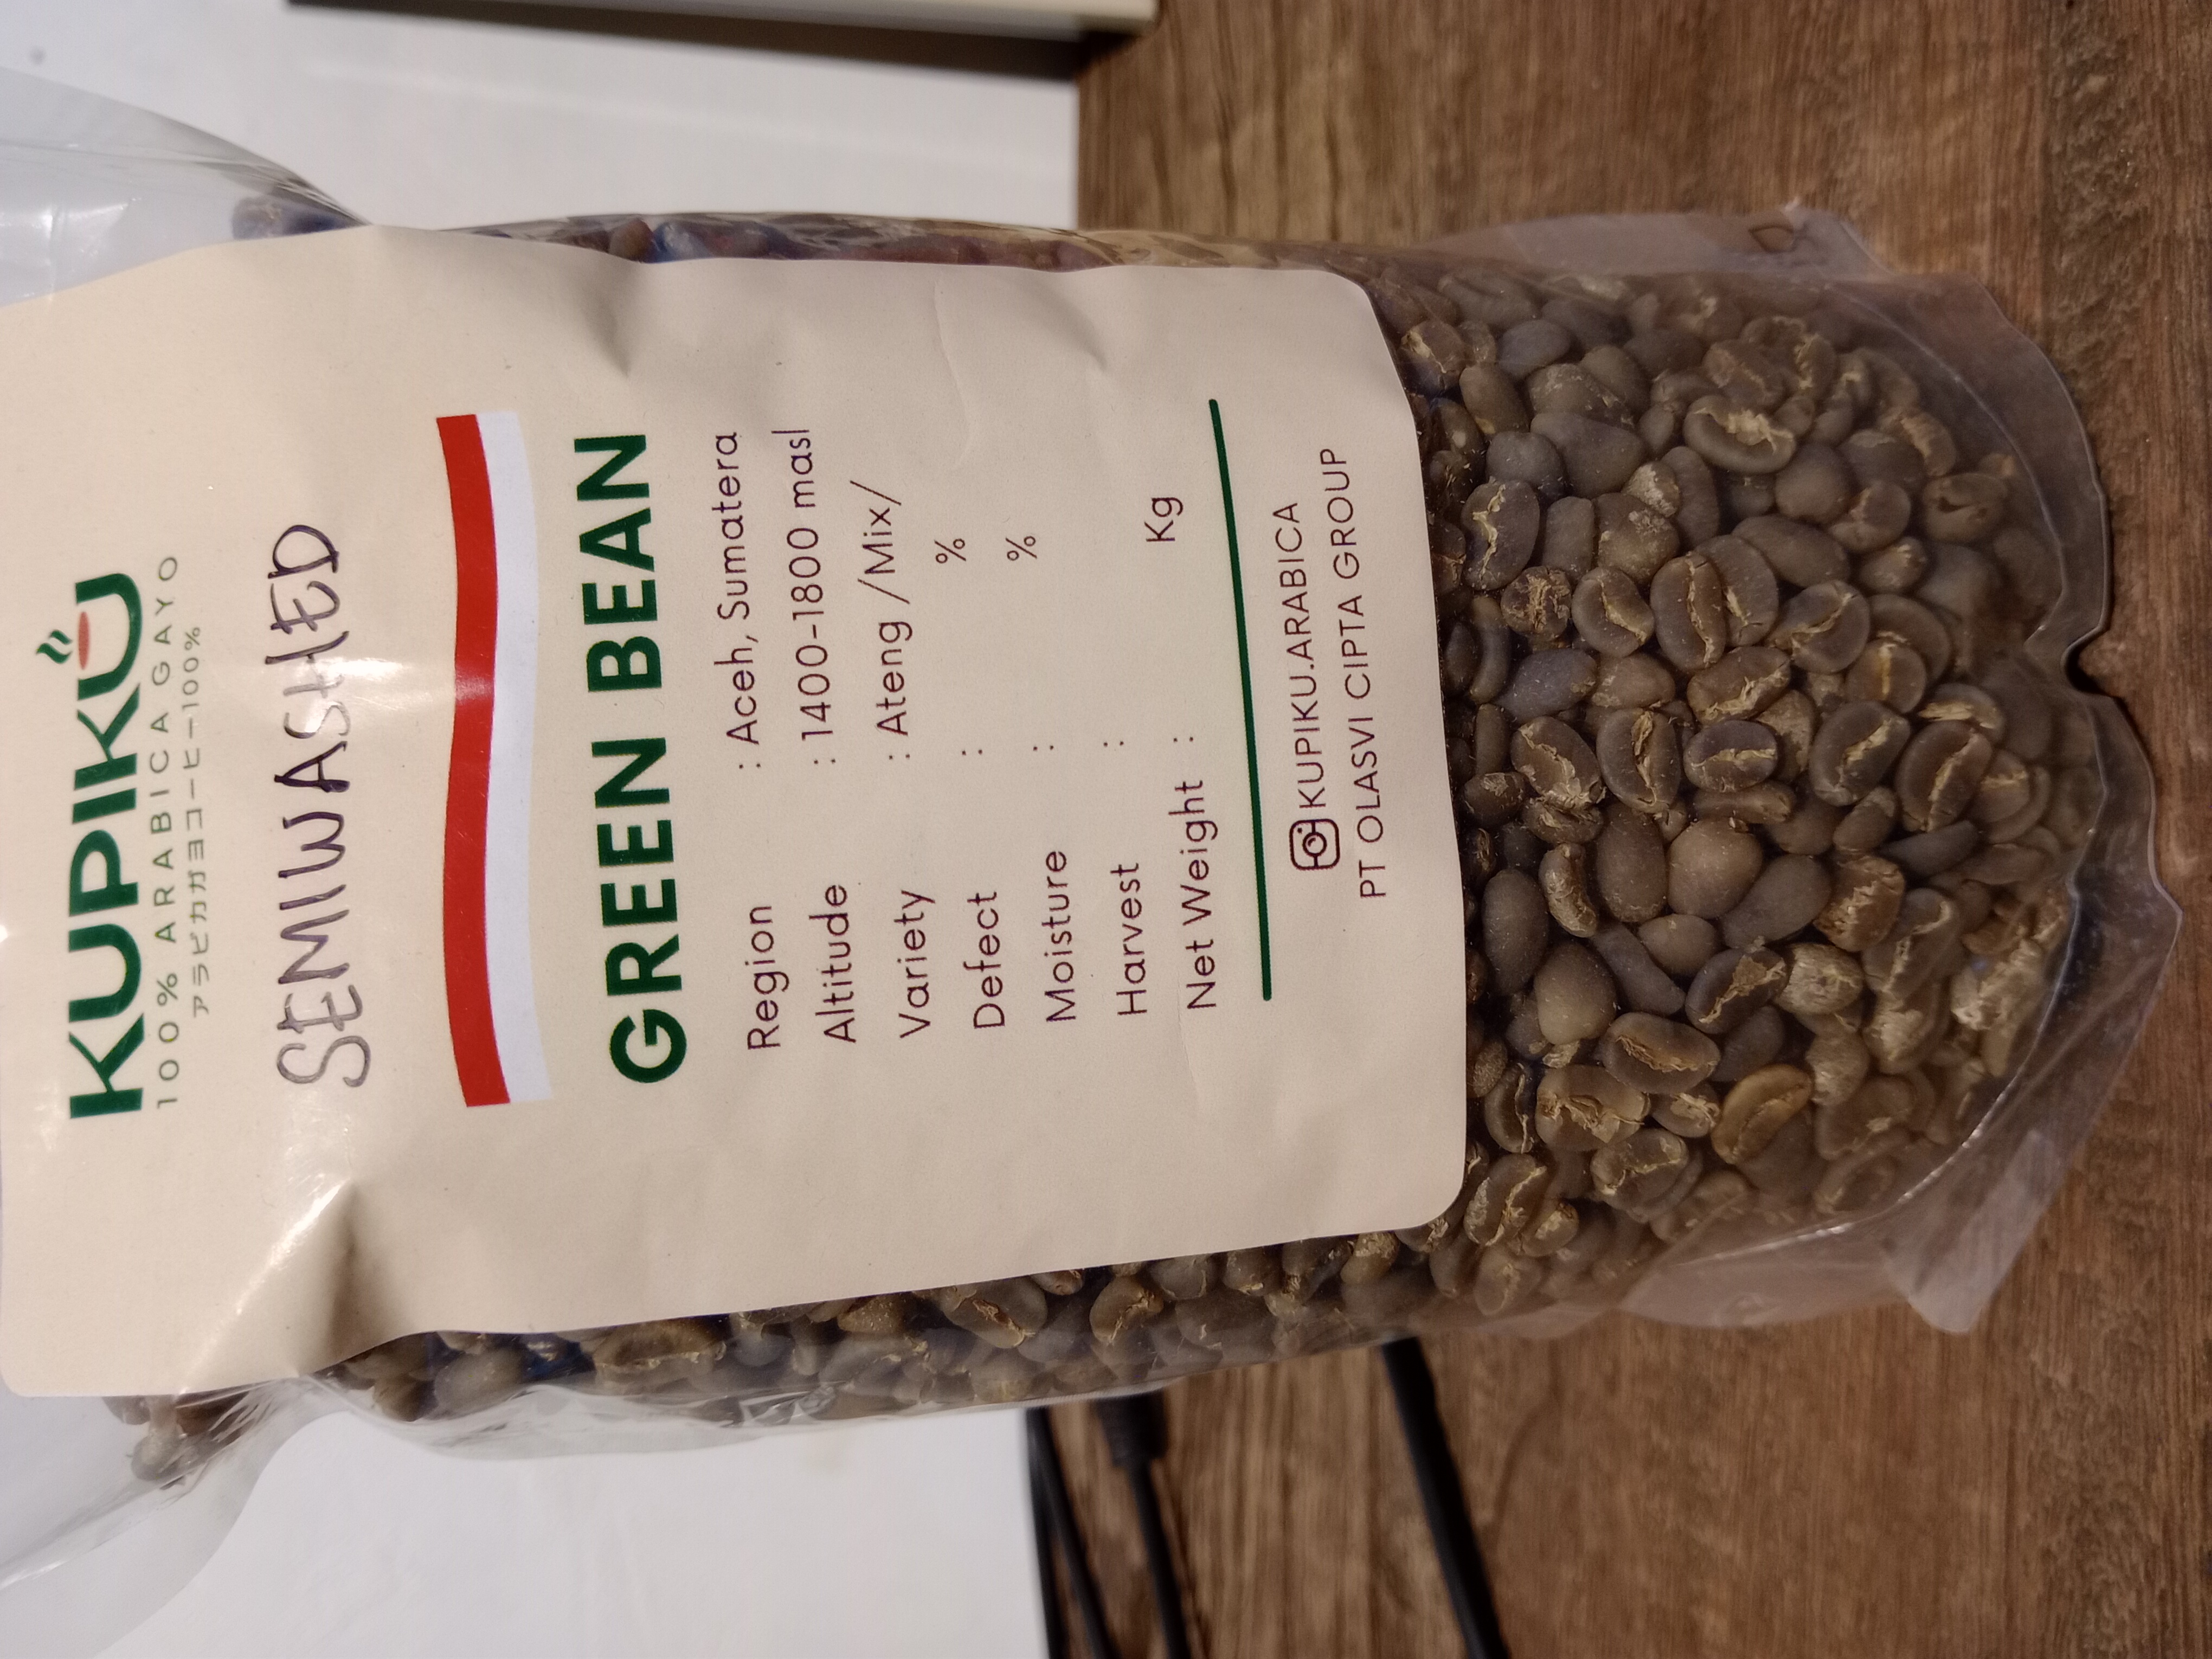 KUPIKU
100% ARABICA GAYO
アラビカガヨコーヒー100%
SEMIWASHED
GREEN BEAN
Region : Aceh, Sumatera
Altitude : 1400-1800 masl
Variety : Ateng /Mix/
Defect : %
Moisture : %
Harvest :
Net Weight : Kg
KUPIKU.ARABICA
PT OLASVI CIPTA GROUP